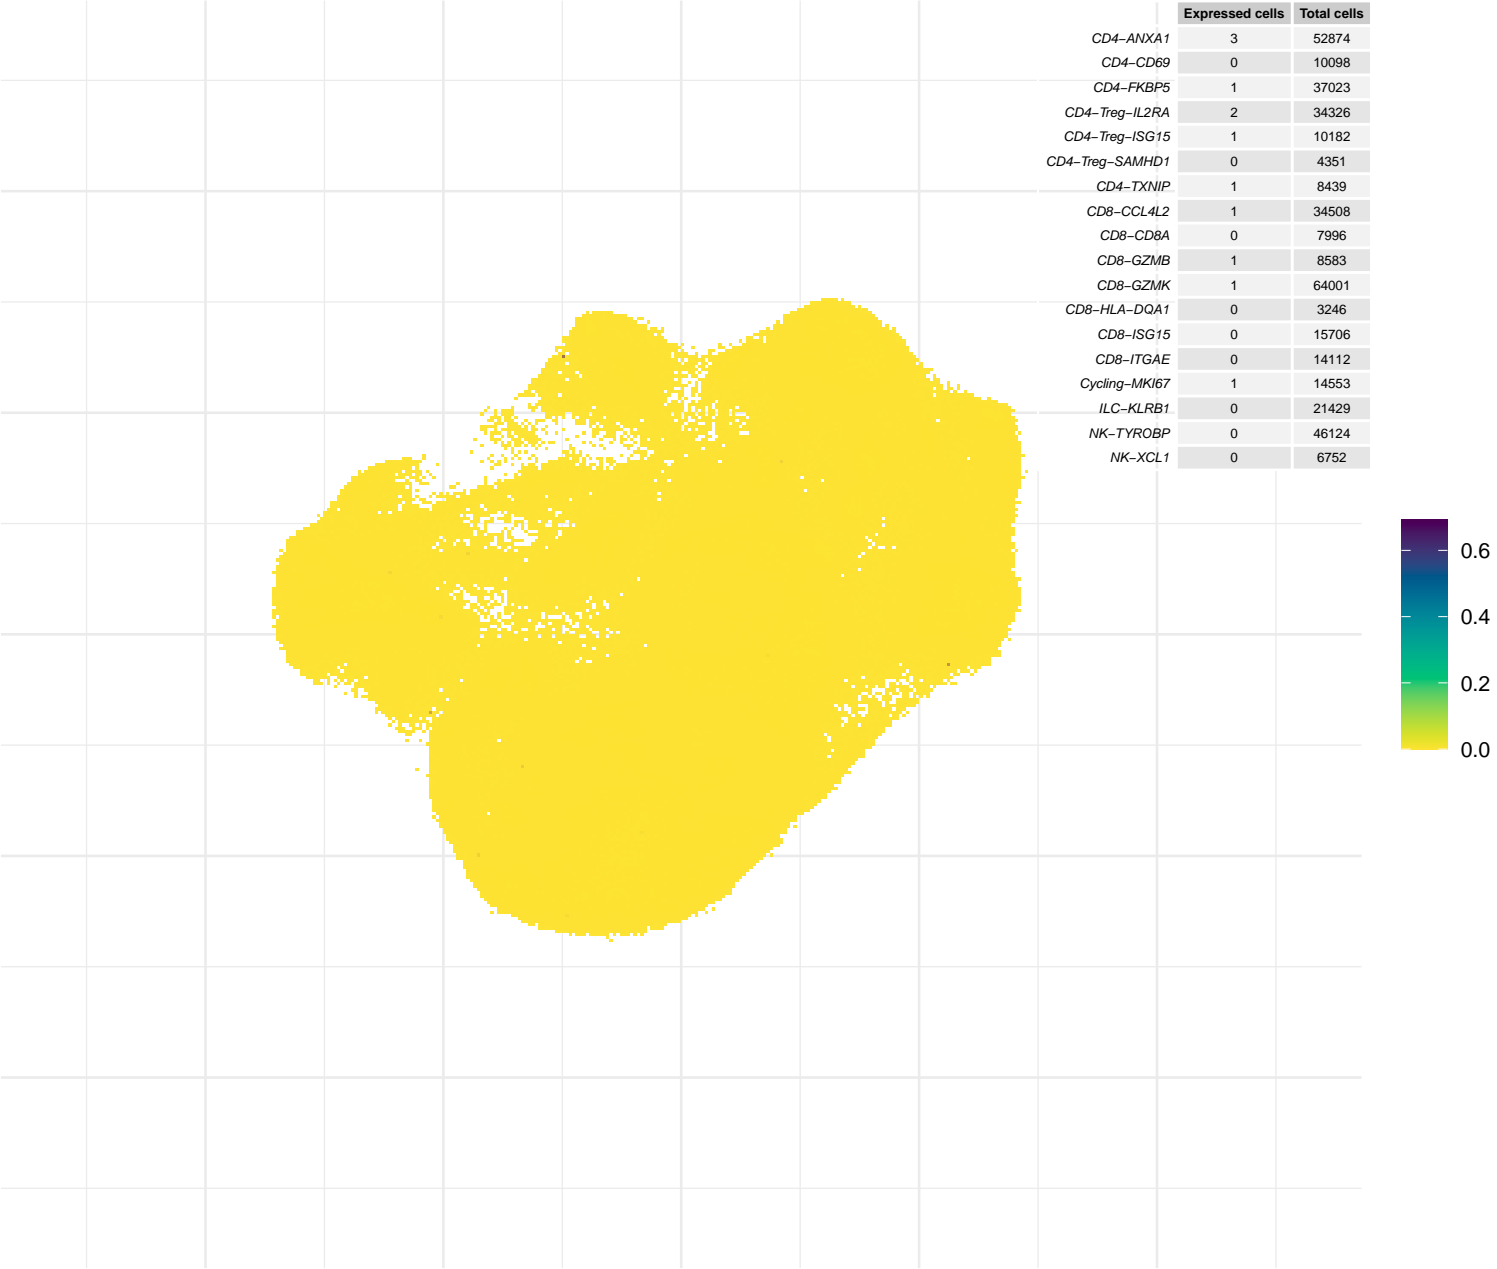 Expressed cells Total cells
CD4−ANXA1 3 52874
CD4−CD69 0 10098
CD4−FKBP5 1 37023
CD4−Treg−IL2RA 2 34326
CD4−Treg−ISG15 1 10182
CD4−Treg−SAMHD1 0 4351
CD4−TXNIP 1 8439
CD8−CCL4L2 1 34508
CD8−CD8A 0 7996
CD8−GZMB 1 8583
CD8−GZMK 1 64001
CD8−HLA−DQA1 0 3246
CD8−ISG15 0 15706
CD8−ITGAE 0 14112
Cycling−MKI67 1 14553
ILC−KLRB1 0 21429
NK−TYROBP 0 46124
NK−XCL1 0 6752
0.6
0.4
0.2
0.0